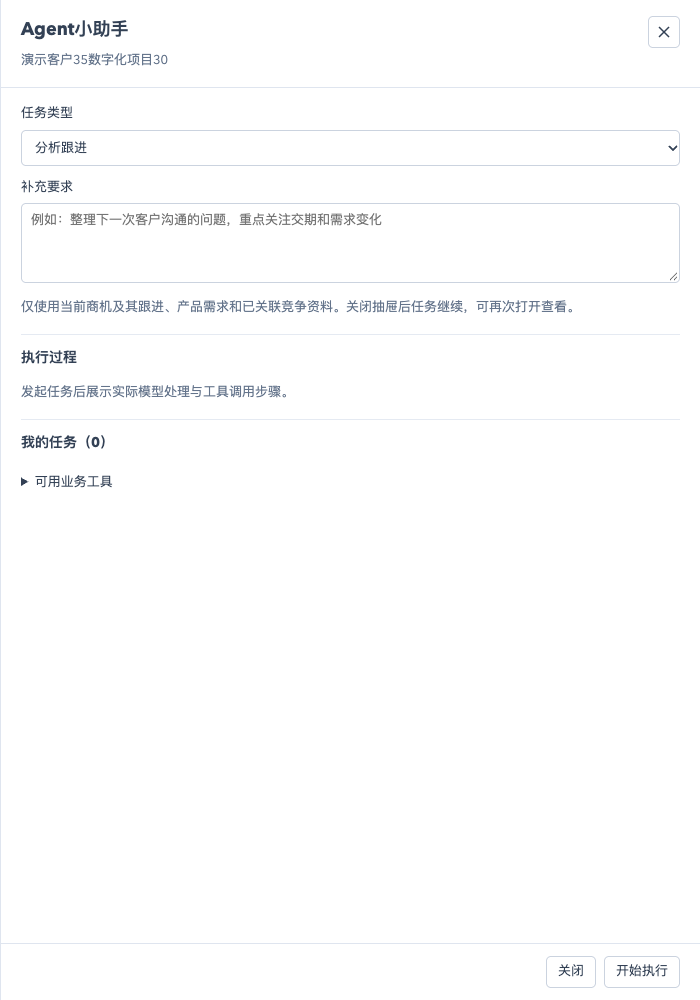 Agent小助手
演示客户35数字化项目30
任务类型
分析跟进
补充要求
例如：整理下一次客户沟通的问题，重点关注交期和需求变化
仅使用当前商机及其跟进、产品需求和已关联竞争资料。关闭抽屉后任务继续，可再次打开查看。
执行过程
发起任务后展示实际模型处理与工具调用步骤。
我的任务（0）
可用业务工具
关闭
开始执行